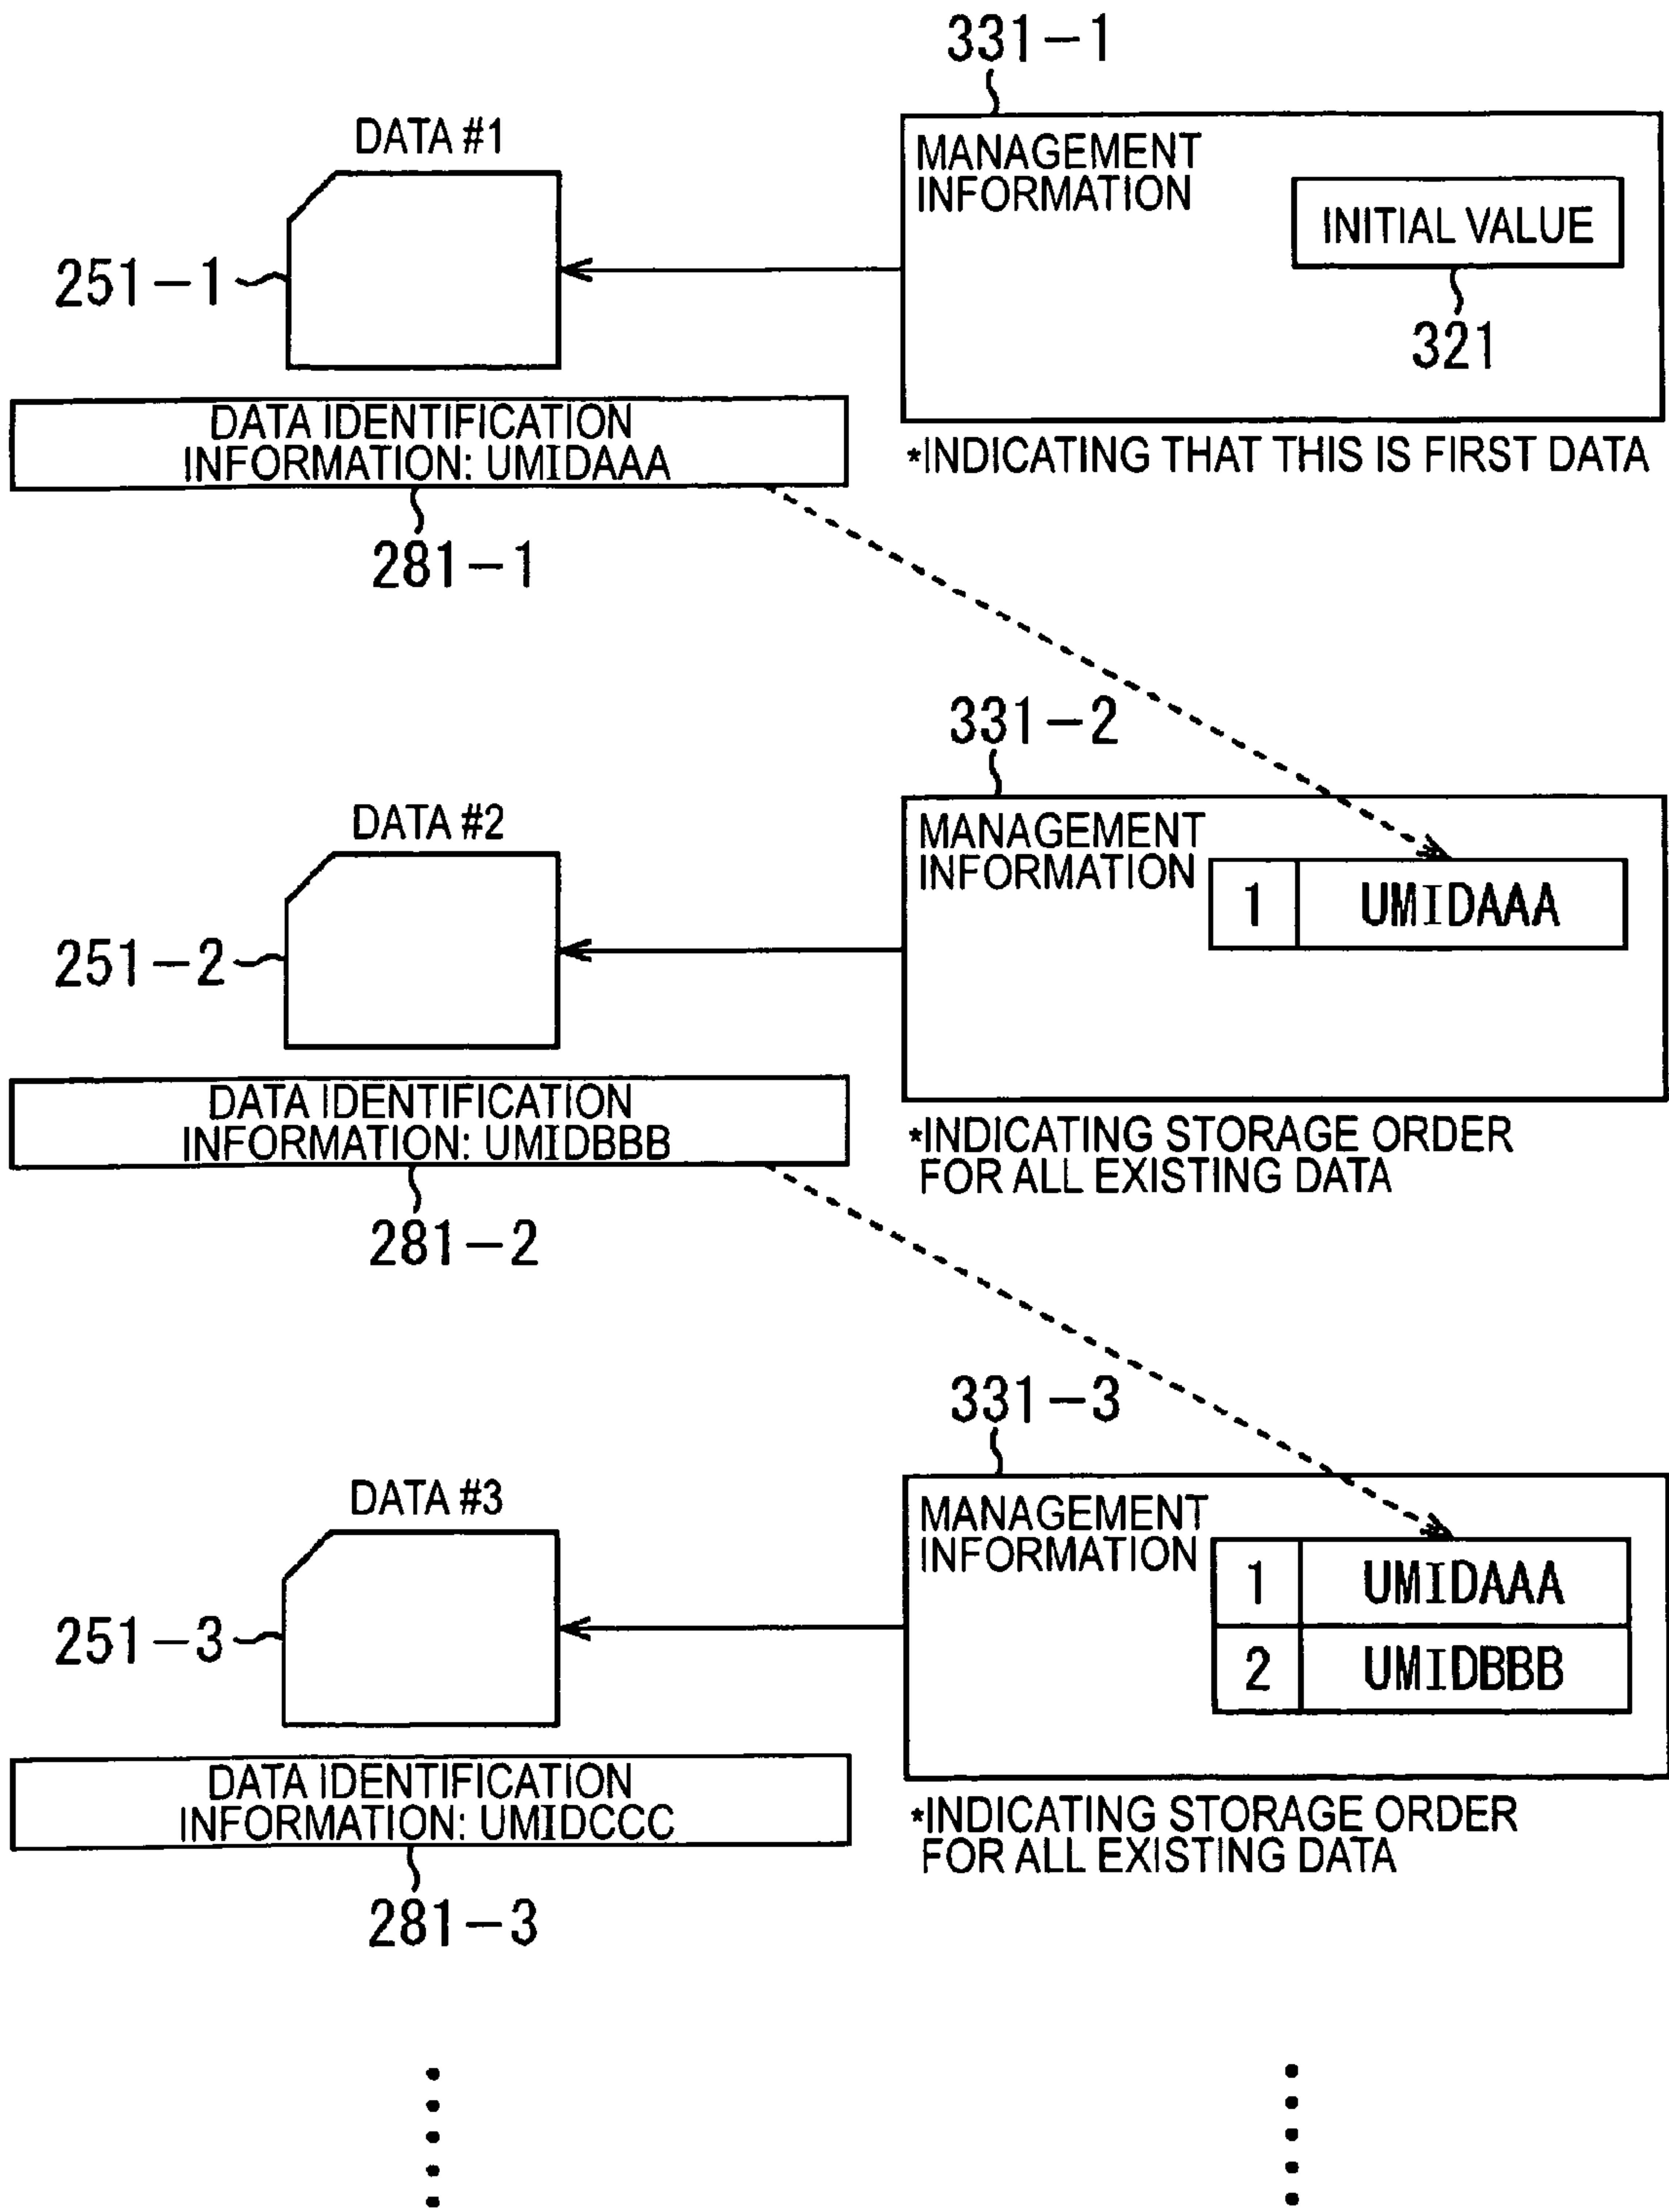 331-1
DATA #1
MANAGEMENT
INFORMATION
INITIAL VALUE
251-1
321
DATA IDENTIFICATION
INFORMATION: UMIDAAA
*INDICATING THAT THIS IS FIRST DATA
281-1
331-2
DATA #2
MANAGEMENT
INFORMATION
1 UMIDAAA
251-2
DATA IDENTIFICATION
INFORMATION: UMIDBBB
*INDICATING STORAGE ORDER
FOR ALL EXISTING DATA
281-2
331-3
DATA #3
MANAGEMENT
INFORMATION
1 UMIDAAA
2 UMIDBBB
251-3
DATA IDENTIFICATION
INFORMATION: UMIDCCC
*INDICATING STORAGE ORDER
FOR ALL EXISTING DATA
281-3